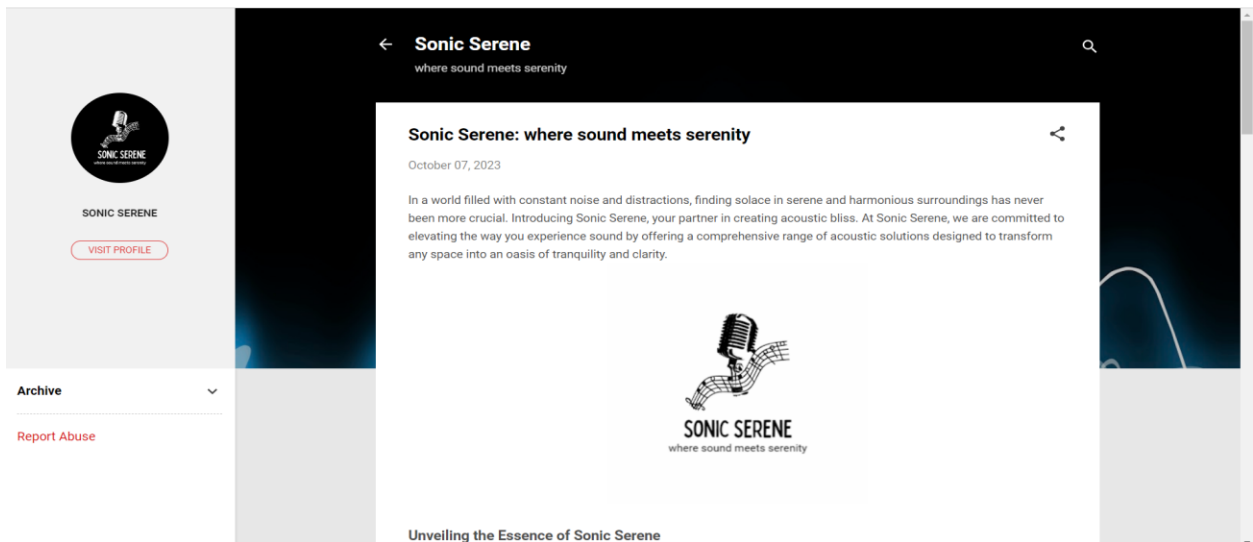 SONIC SERENE
where sound meets serenity
SONIC SERENE
VISIT PROFILE
Archive
Report Abuse
Sonic Serene
where sound meets serenity
Sonic Serene: where sound meets serenity
October 07, 2023
In a world filled with constant noise and distractions, finding solace in serene and harmonious surroundings has never
been more crucial. Introducing Sonic Serene, your partner in creating acoustic bliss. At Sonic Serene, we are committed to
elevating the way you experience sound by offering a comprehensive range of acoustic solutions designed to transform
any space into an oasis of tranquility and clarity.
SONIC SERENE
where sound meets serenity
Unveiling the Essence of Sonic Serene